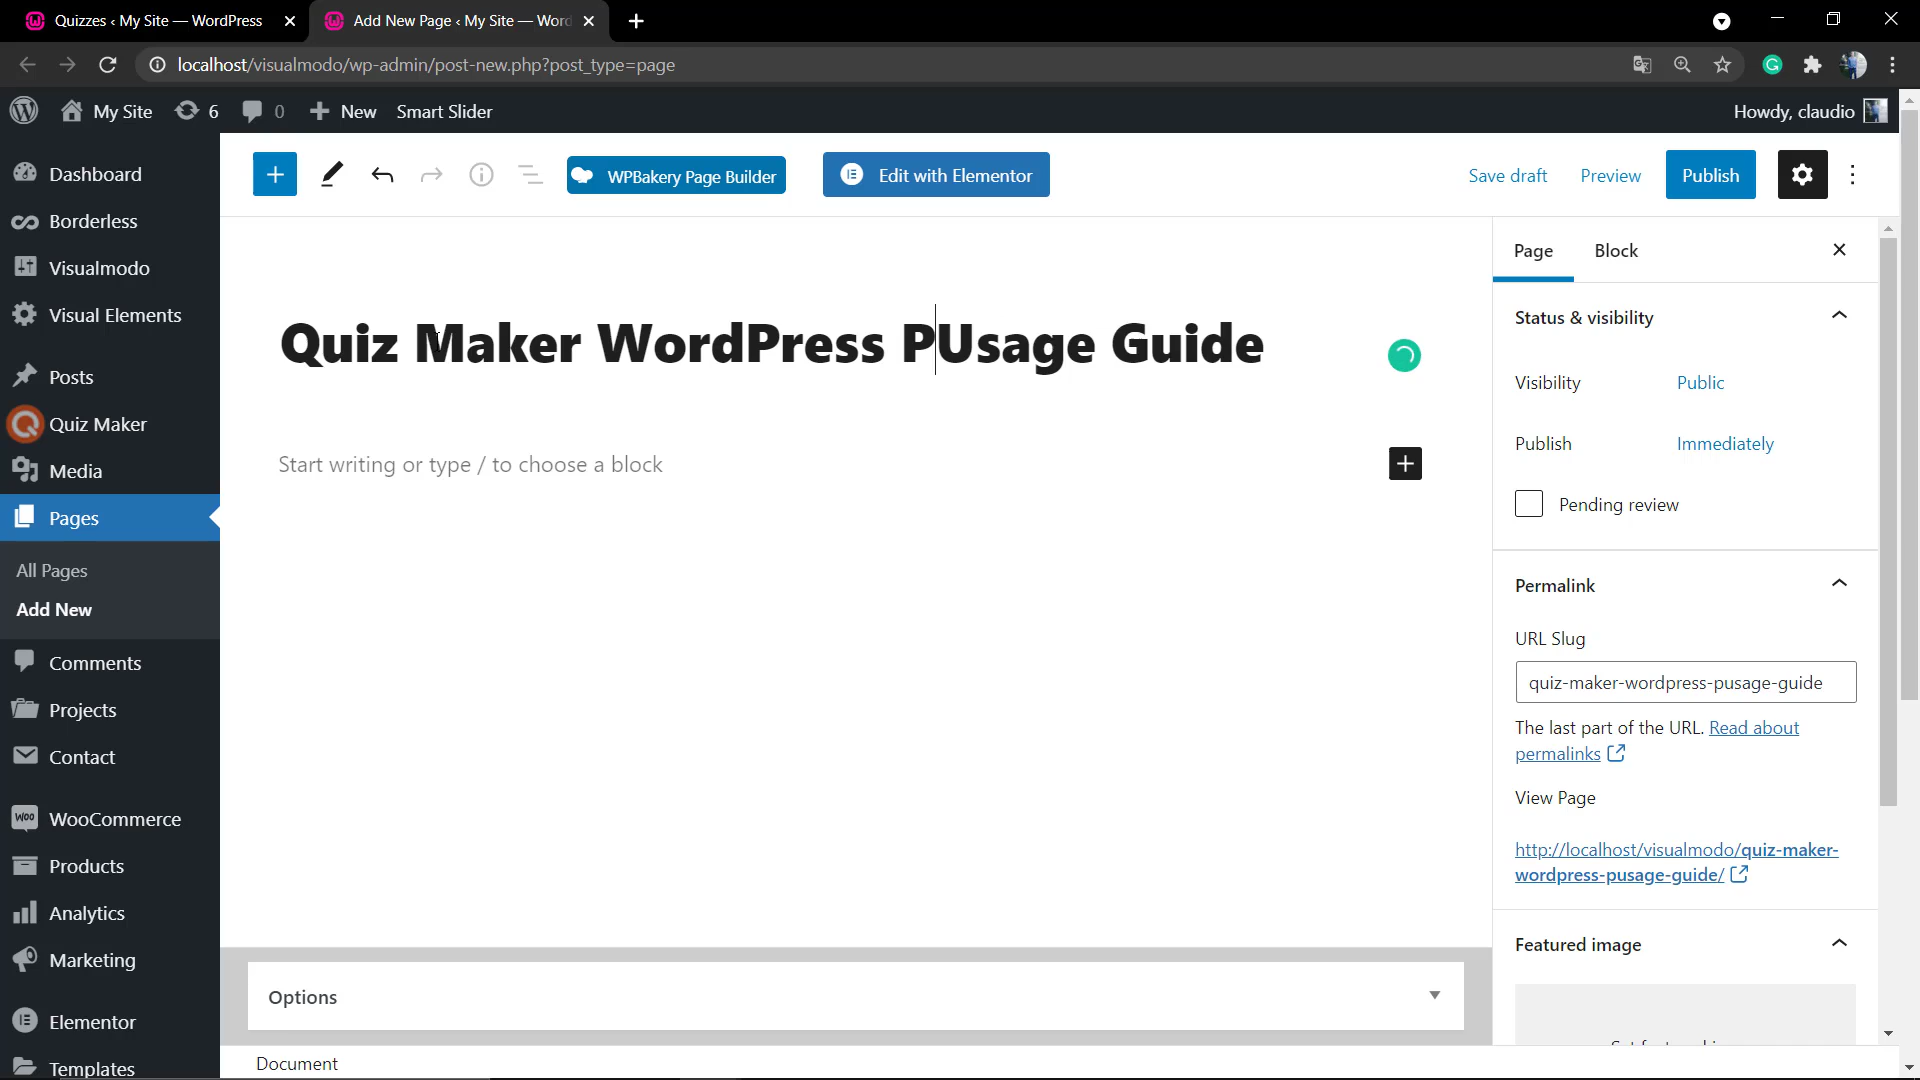 Quizzes ‹ My Site — WordPress
Add New Page ‹ My Site — Word
localhost/visualmodo/wp-admin/post-new.php?post_type=page
My Site 6 0 New Smart Slider Howdy, claudio
Dashboard
Borderless
Visualmodo
Visual Elements
Posts
Quiz Maker
Media
Pages
All Pages
Add New
Comments
Projects
Contact
WooCommerce
Products
Analytics
Marketing
Elementor
Templates
WPBakery Page Builder
Edit with Elementor
Save draft Preview Publish
Quiz Maker WordPress PUsage Guide
Start writing or type / to choose a block
Options
Document
Page Block
Status & visibility
Visibility Public
Publish Immediately
Pending review
Permalink
URL Slug
quiz-maker-wordpress-pusage-guide
The last part of the URL. Read about
permalinks
View Page
http://localhost/visualmodo/quiz-maker-
wordpress-pusage-guide/
Featured image